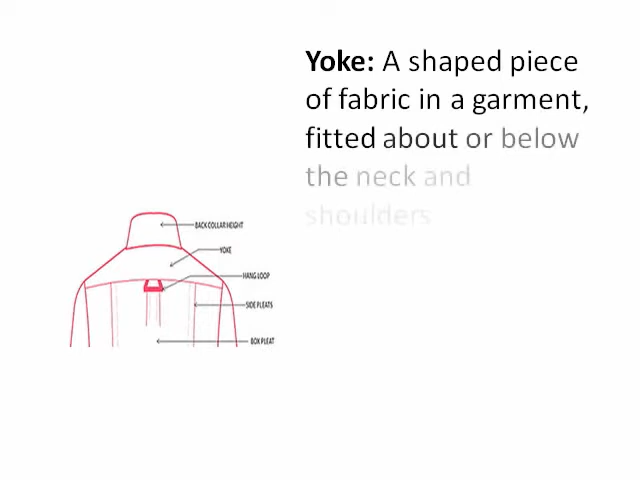 Yoke: A shaped piece
of fabric in a garment,
fitted about or below
the neck and
shoulders
BACK COLLAR HEIGHT
YOKE
HANG LOOP
SIDE PLEATS
BOX PLEAT